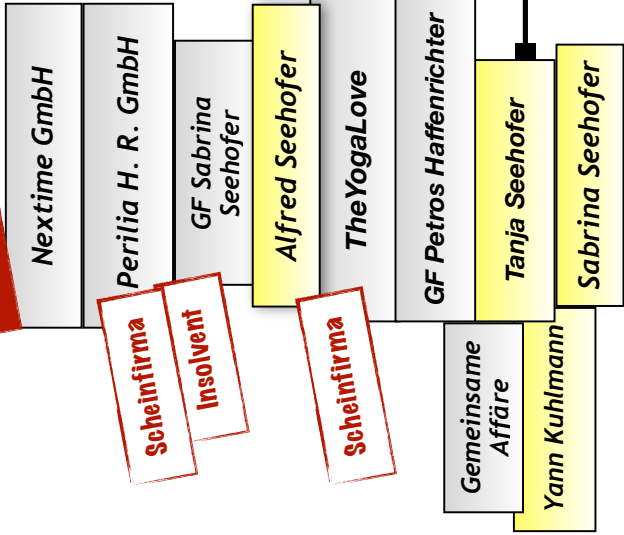 Nextime GmbH
Perilia H. R. GmbH
GF Sabrina
Seehofer
Alfred Seehofer
TheYogaLove
GF Petros Haffenrichter
Tanja Seehofer
Sabrina Seehofer
Scheinfirma
Insolvent
Scheinfirma
Gemeinsame
Affäre
Yann Kuhlmann